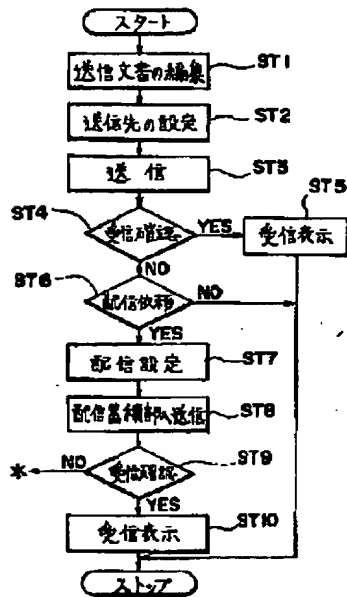 スタート
送信文書の編集
ST1
送信先の設定
ST2
送信
ST3
ST4
受信確認
YES
ST5
受信表示
NO
ST6
配信依頼
NO
YES
配信設定
ST7
配信蓄積部へ送信
ST8
* NO
受信確認
ST9
YES
受信表示
ST10
ストップ